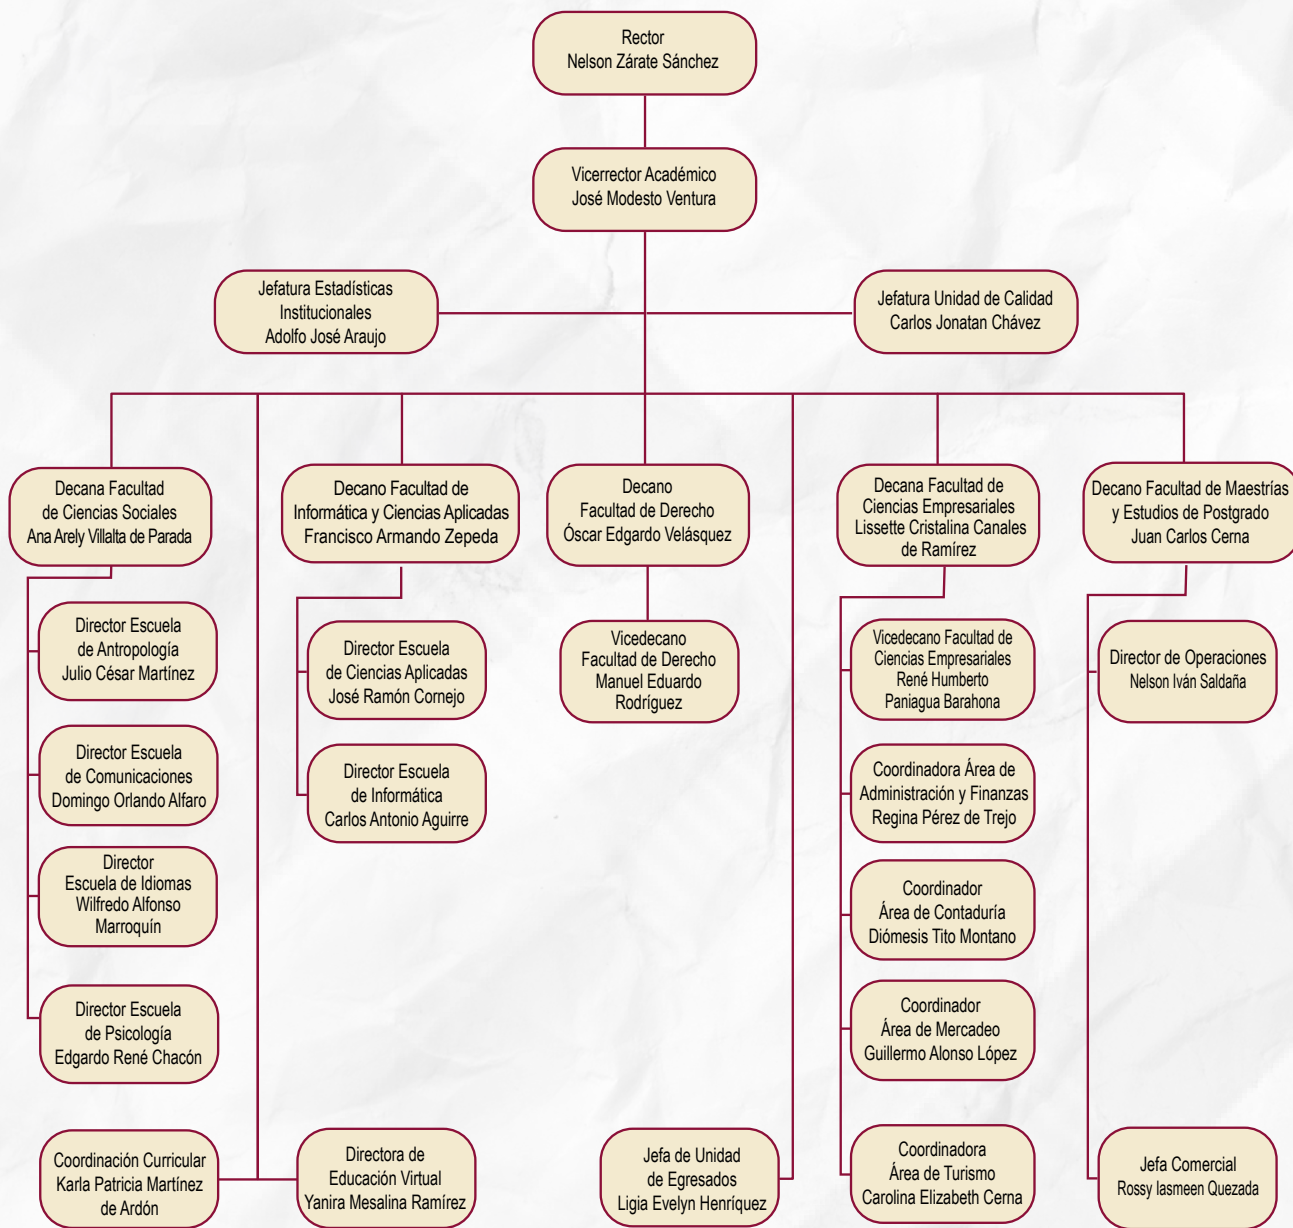 Rector
Nelson Zárate Sánchez
Vicerrector Académico
José Modesto Ventura
Jefatura Estadísticas
Institucionales
Adolfo José Araujo
Jefatura Unidad de Calidad
Carlos Jonatan Chávez
Decana Facultad
de Ciencias Sociales
Ana Arely Villalta de Parada
Decano Facultad de
Informática y Ciencias Aplicadas
Francisco Armando Zepeda
Decano
Facultad de Derecho
Óscar Edgardo Velásquez
Decana Facultad de
Ciencias Empresariales
Lissette Cristalina Canales
de Ramírez
Decano Facultad de Maestrías
y Estudios de Postgrado
Juan Carlos Cerna
Director Escuela
de Antropología
Julio César Martínez
Director Escuela
de Comunicaciones
Domingo Orlando Alfaro
Director
Escuela de Idiomas
Wilfredo Alfonso
Marroquín
Director Escuela
de Psicología
Edgardo René Chacón
Director Escuela
de Ciencias Aplicadas
José Ramón Cornejo
Director Escuela
de Informática
Carlos Antonio Aguirre
Vicedecano
Facultad de Derecho
Manuel Eduardo
Rodríguez
Vicedecano Facultad de
Ciencias Empresariales
René Humberto
Paniagua Barahona
Coordinadora Área de
Administración y Finanzas
Regina Pérez de Trejo
Coordinador
Área de Contaduría
Diómesis Tito Montano
Coordinador
Área de Mercadeo
Guillermo Alonso López
Coordinadora
Área de Turismo
Carolina Elizabeth Cerna
Director de Operaciones
Nelson Iván Saldaña
Jefa Comercial
Rossy Iasmeen Quezada
Coordinación Curricular
Karla Patricia Martínez
de Ardón
Directora de
Educación Virtual
Yanira Mesalina Ramírez
Jefa de Unidad
de Egresados
Ligia Evelyn Henríquez